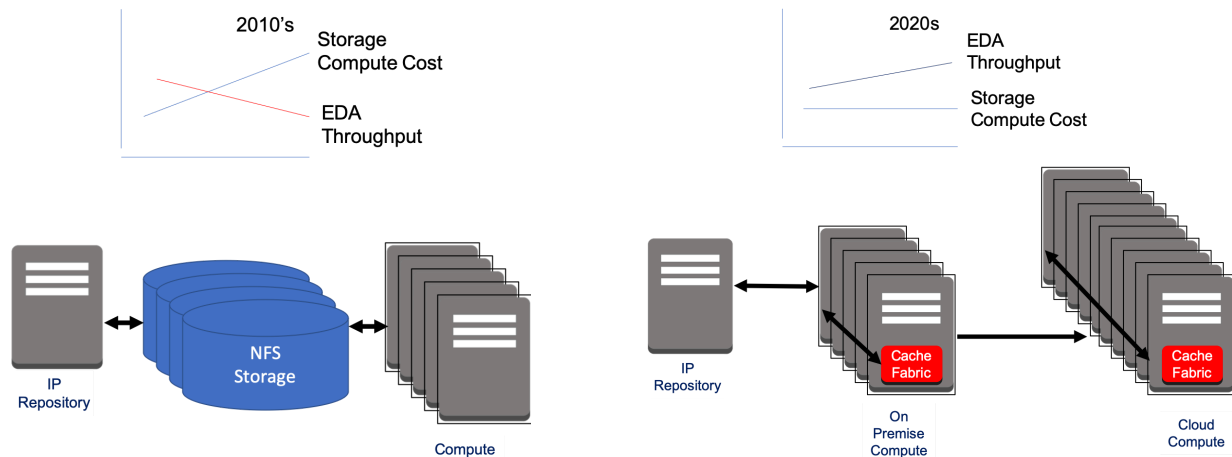 2010's
Storage
Compute Cost
EDA
Throughput
IP
Repository
NFS
Storage
Compute
2020s
EDA
Throughput
Storage
Compute Cost
IP
Repository
Cache
Fabric
On
Premise
Compute
Cache
Fabric
Cloud
Compute